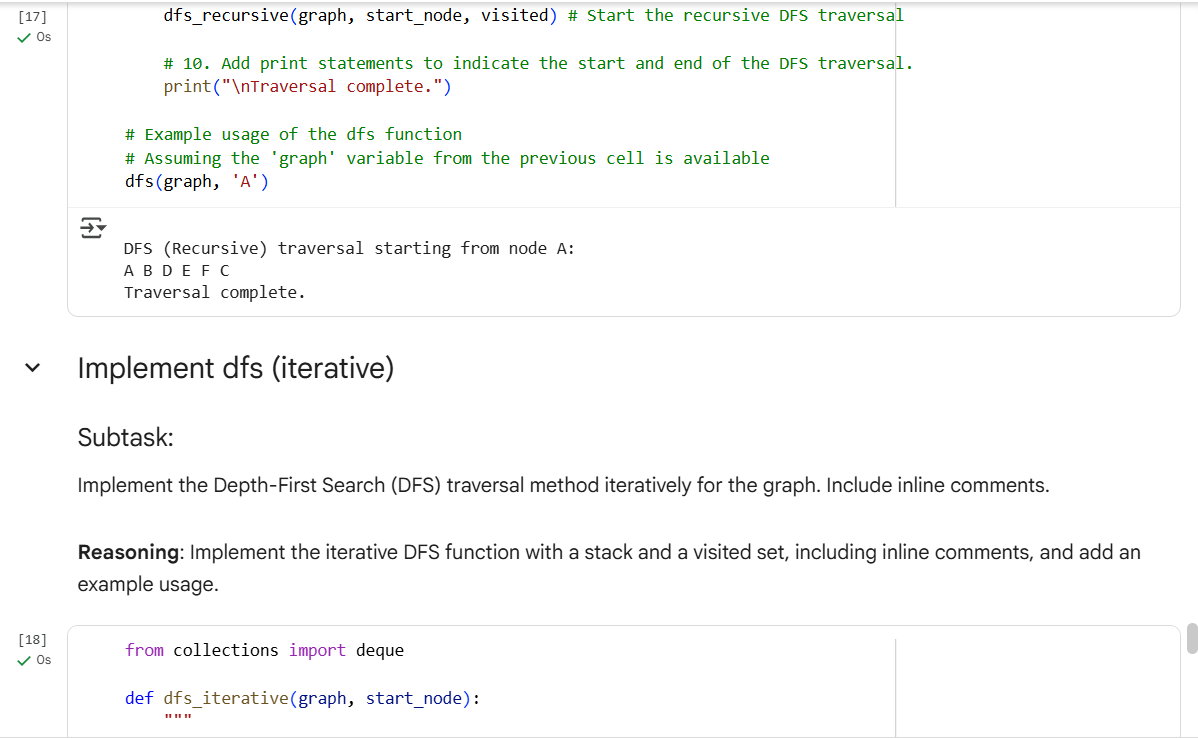 [17]
dfs_recursive(graph, start_node, visited) # Start the recursive DFS traversal
0s
# 10. Add print statements to indicate the start and end of the DFS traversal.
print("\nTraversal complete.")
# Example usage of the dfs function
# Assuming the 'graph' variable from the previous cell is available
dfs(graph, 'A')
DFS (Recursive) traversal starting from node A:
A B D E F C
Traversal complete.
Implement dfs (iterative)
Subtask:
Implement the Depth-First Search (DFS) traversal method iteratively for the graph. Include inline comments.
Reasoning: Implement the iterative DFS function with a stack and a visited set, including inline comments, and add an
example usage.
[18]
from collections import deque
0s
def dfs_iterative(graph, start_node):
"""